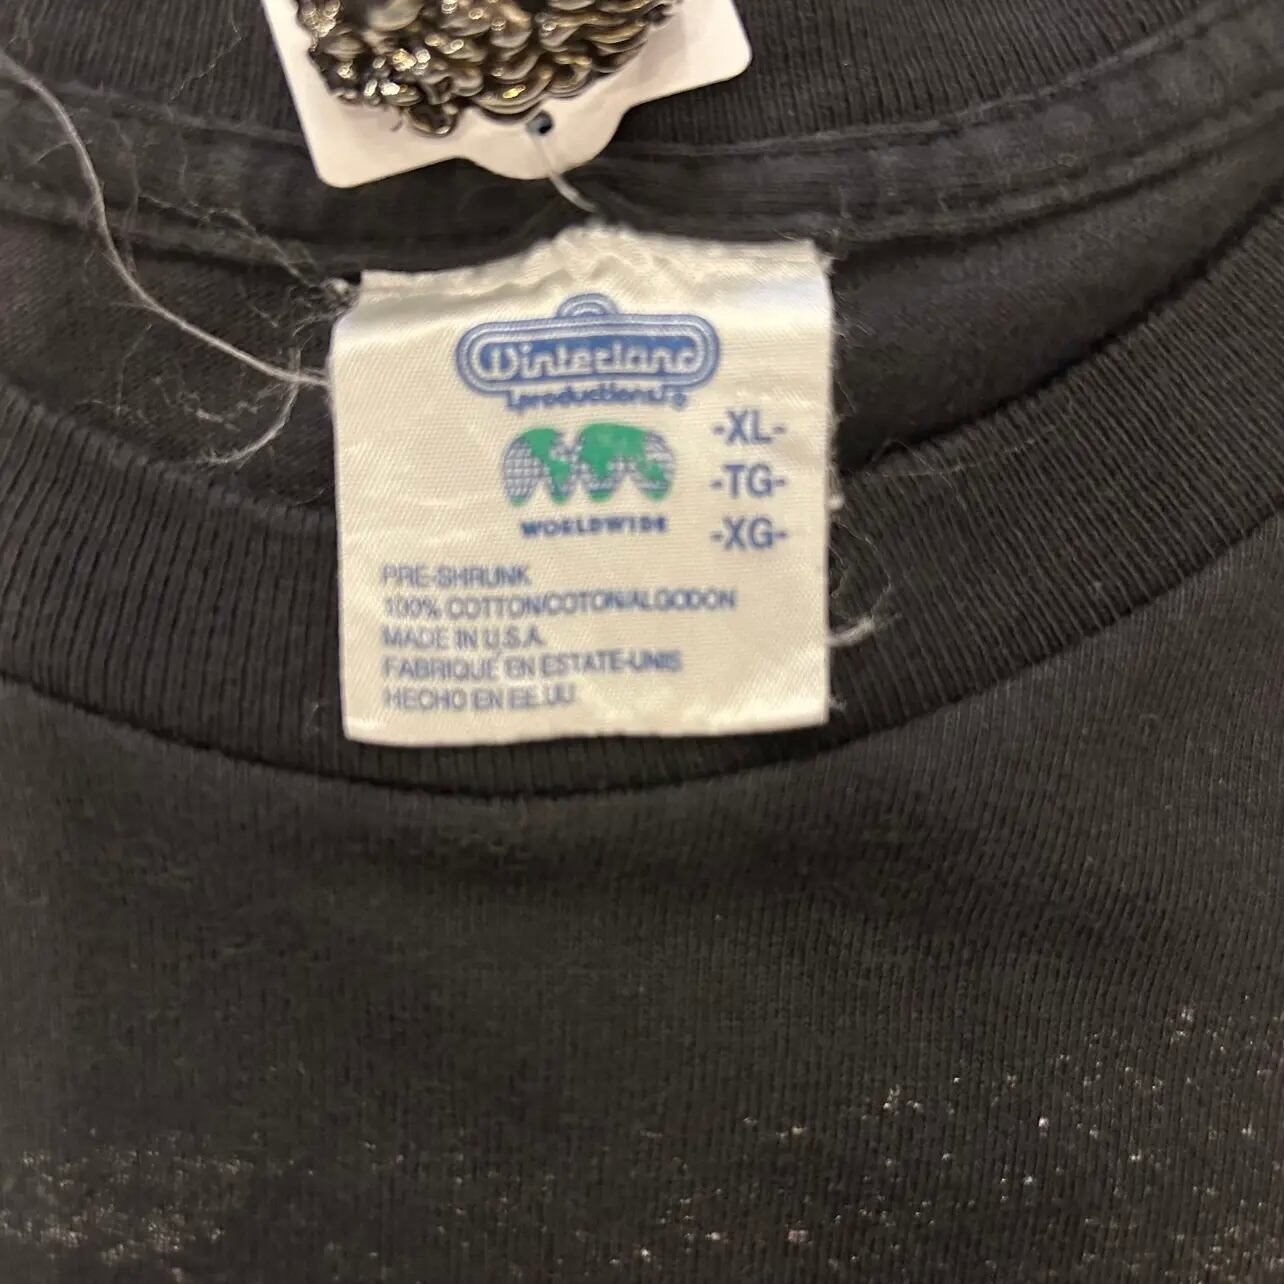 Winterland
productions
-XL-
-TG-
-XG-
WORLDWIDE
PRE-SHRUNK
100% COTTON/COTON/ALGODON
MADE IN U.S.A.
FABRIQUÉ EN ESTATE-UNIS
HECHO EN EE.UU.